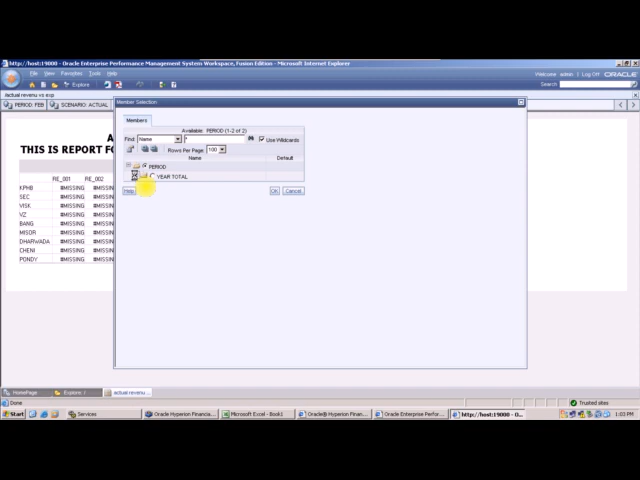 http://host:19000/ - Oracle Enterprise Performance Management System Workspace, Fusion Edition - Microsoft Internet Explorer
File View Favorites Tools Help Welcome admin | Log Off ORACLE
Explore Search
/actual revenu vs exp
PERIOD: FEB SCENARIO: ACTUAL
Member Selection
Members
Available: PERIOD (1-2 of 2)
Find: Name * Use Wildcards
Rows Per Page: 100
Name Default
PERIOD
YEAR TOTAL
Help OK Cancel
A
THIS IS REPORT FO
RE_001 RE_002
KPHB #MISSING #MISSING
SEC #MISSING #MISSING
VISK #MISSING #MISSING
VZ #MISSING #MISSING
BANG #MISSING #MISSING
MISOR #MISSING #MISSING
DHARWADA #MISSING #MISSING
CHENI #MISSING #MISSING
PONDY #MISSING #MISSING
HomePage Explore / actual revenu ...
Done Trusted sites
Start Services Oracle Hyperion Financia... Microsoft Excel - Book1 Oracle® Hyperion Finan... Oracle Enterprise Perfor... http://host:19000 - O... 1:03 PM